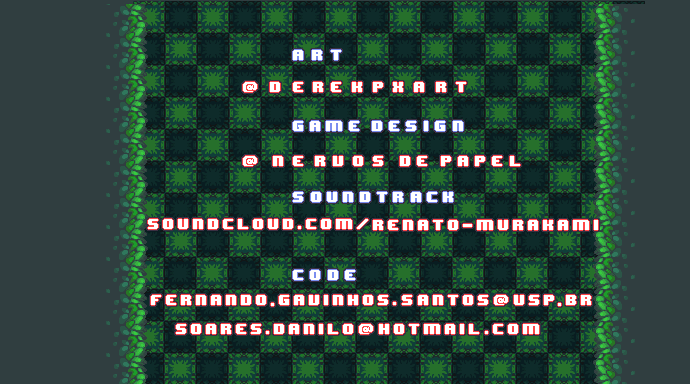 ART
@DEREKPXART
GAME DESIGN
@ NERVOS DE PAPEL
SOUNDTRACK
SOUNDCLOUD.COM/RENATO-MURAKAMI
CODE
FERNANDO.GAVINHOS.SANTOS@USP.BR
SOARES.DANILO@HOTMAIL.COM